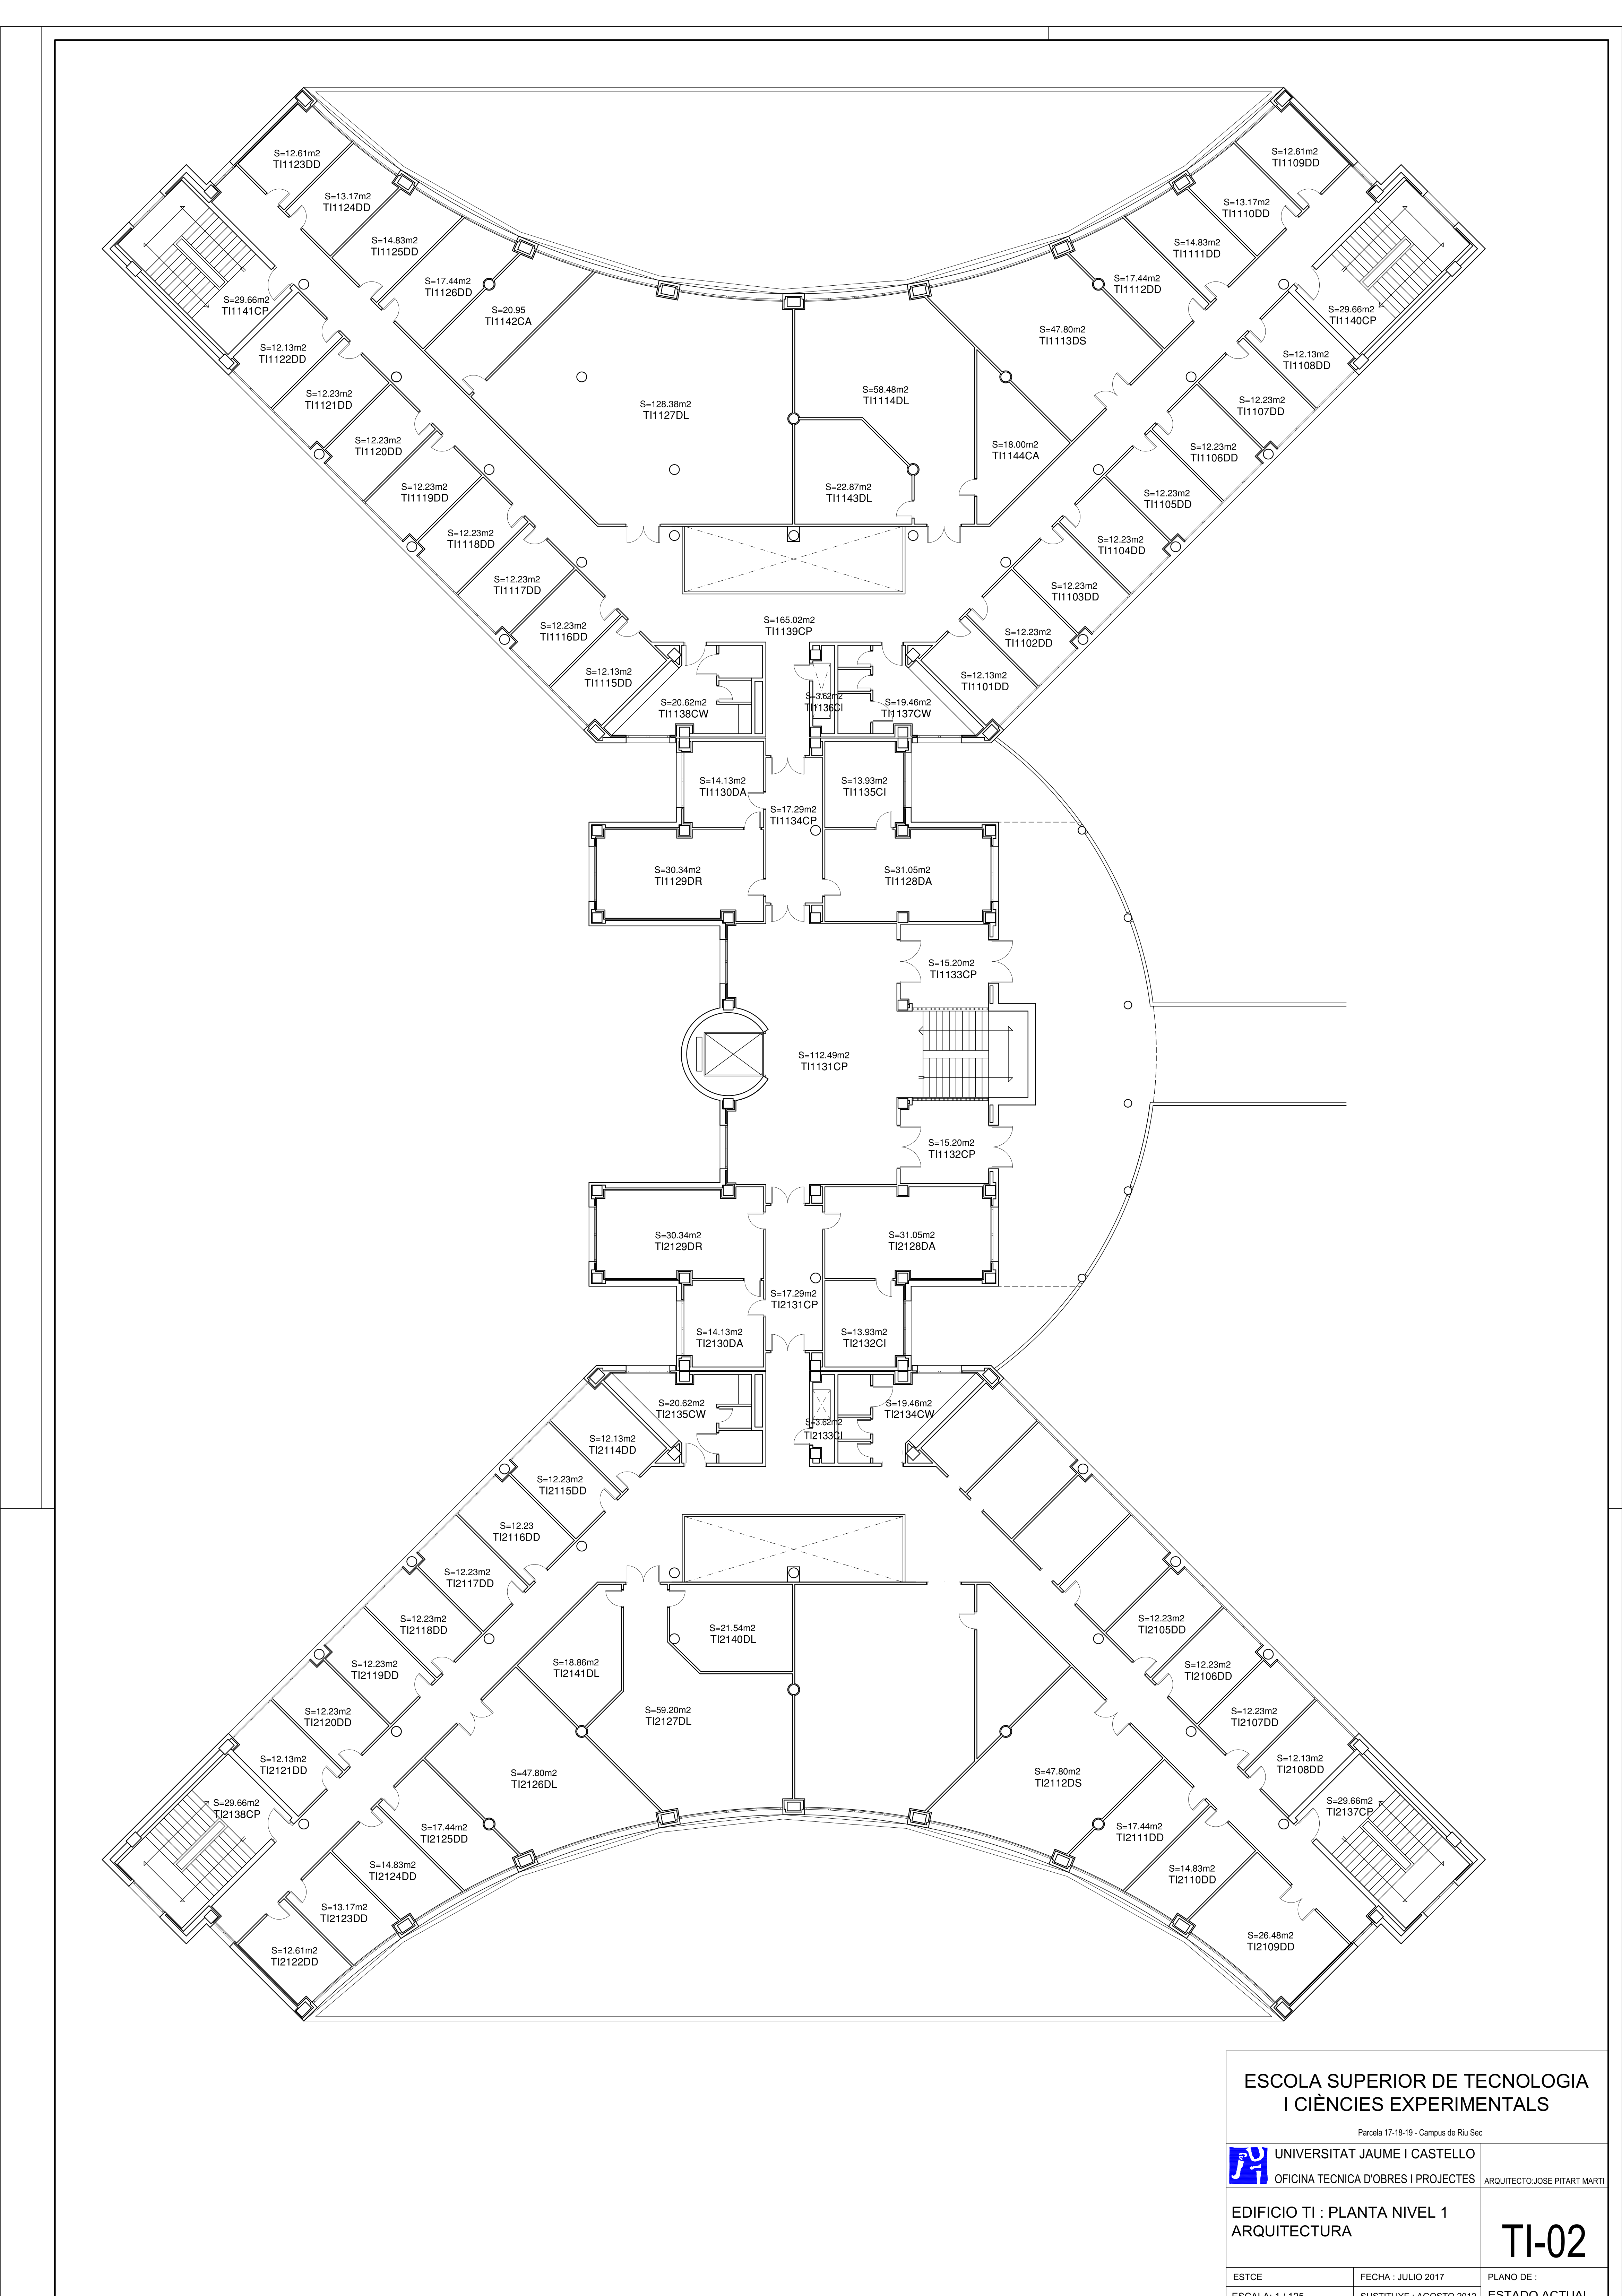 S=12.61m2
TI1123DD
S=13.17m2
TI1124DD
S=14.83m2
TI1125DD
S=17.44m2
TI1126DD
S=20.95
TI1142CA
S=29.66m2
TI1141CP
S=12.13m2
TI1122DD
S=12.23m2
TI1121DD
S=12.23m2
TI1120DD
S=12.23m2
TI1119DD
S=12.23m2
TI1118DD
S=12.23m2
TI1117DD
S=12.23m2
TI1116DD
S=12.13m2
TI1115DD
S=128.38m2
TI1127DL
S=58.48m2
TI1114DL
S=22.87m2
TI1143DL
S=18.00m2
TI1144CA
S=47.80m2
TI1113DS
S=12.61m2
TI1109DD
S=13.17m2
TI1110DD
S=14.83m2
TI1111DD
S=17.44m2
TI1112DD
S=29.66m2
TI1140CP
S=12.13m2
TI1108DD
S=12.23m2
TI1107DD
S=12.23m2
TI1106DD
S=12.23m2
TI1105DD
S=12.23m2
TI1104DD
S=12.23m2
TI1103DD
S=12.23m2
TI1102DD
S=12.13m2
TI1101DD
S=165.02m2
TI1139CP
S=20.62m2
TI1138CW
S=3.62m2
TI1136CI
S=19.46m2
TI1137CW
S=14.13m2
TI1130DA
S=17.29m2
TI1134CP
S=13.93m2
TI1135CI
S=30.34m2
TI1129DR
S=31.05m2
TI1128DA
S=15.20m2
TI1133CP
S=112.49m2
TI1131CP
S=15.20m2
TI1132CP
S=30.34m2
TI2129DR
S=31.05m2
TI2128DA
S=17.29m2
TI2131CP
S=14.13m2
TI2130DA
S=13.93m2
TI2132CI
S=20.62m2
TI2135CW
S=3.62m2
TI2133CI
S=19.46m2
TI2134CW
S=12.13m2
TI2114DD
S=12.23m2
TI2115DD
S=12.23
TI2116DD
S=12.23m2
TI2117DD
S=12.23m2
TI2118DD
S=12.23m2
TI2119DD
S=12.23m2
TI2120DD
S=12.13m2
TI2121DD
S=29.66m2
TI2138CP
S=21.54m2
TI2140DL
S=18.86m2
TI2141DL
S=59.20m2
TI2127DL
S=47.80m2
TI2126DL
S=17.44m2
TI2125DD
S=14.83m2
TI2124DD
S=13.17m2
TI2123DD
S=12.61m2
TI2122DD
S=12.23m2
TI2105DD
S=12.23m2
TI2106DD
S=12.23m2
TI2107DD
S=12.13m2
TI2108DD
S=29.66m2
TI2137CP
S=47.80m2
TI2112DS
S=17.44m2
TI2111DD
S=14.83m2
TI2110DD
S=26.48m2
TI2109DD
ESCOLA SUPERIOR DE TECNOLOGIA
I CIÈNCIES EXPERIMENTALS
Parcela 17-18-19 - Campus de Riu Sec
UNIVERSITAT JAUME I CASTELLO
OFICINA TECNICA D'OBRES I PROJECTES
ARQUITECTO:JOSE PITART MARTI
EDIFICIO TI : PLANTA NIVEL 1
ARQUITECTURA
TI-02
ESTCE
FECHA : JULIO 2017
PLANO DE :
ESCALA: 1 / 125
SUSTITUYE : AGOSTO 2012
ESTADO ACTUAL